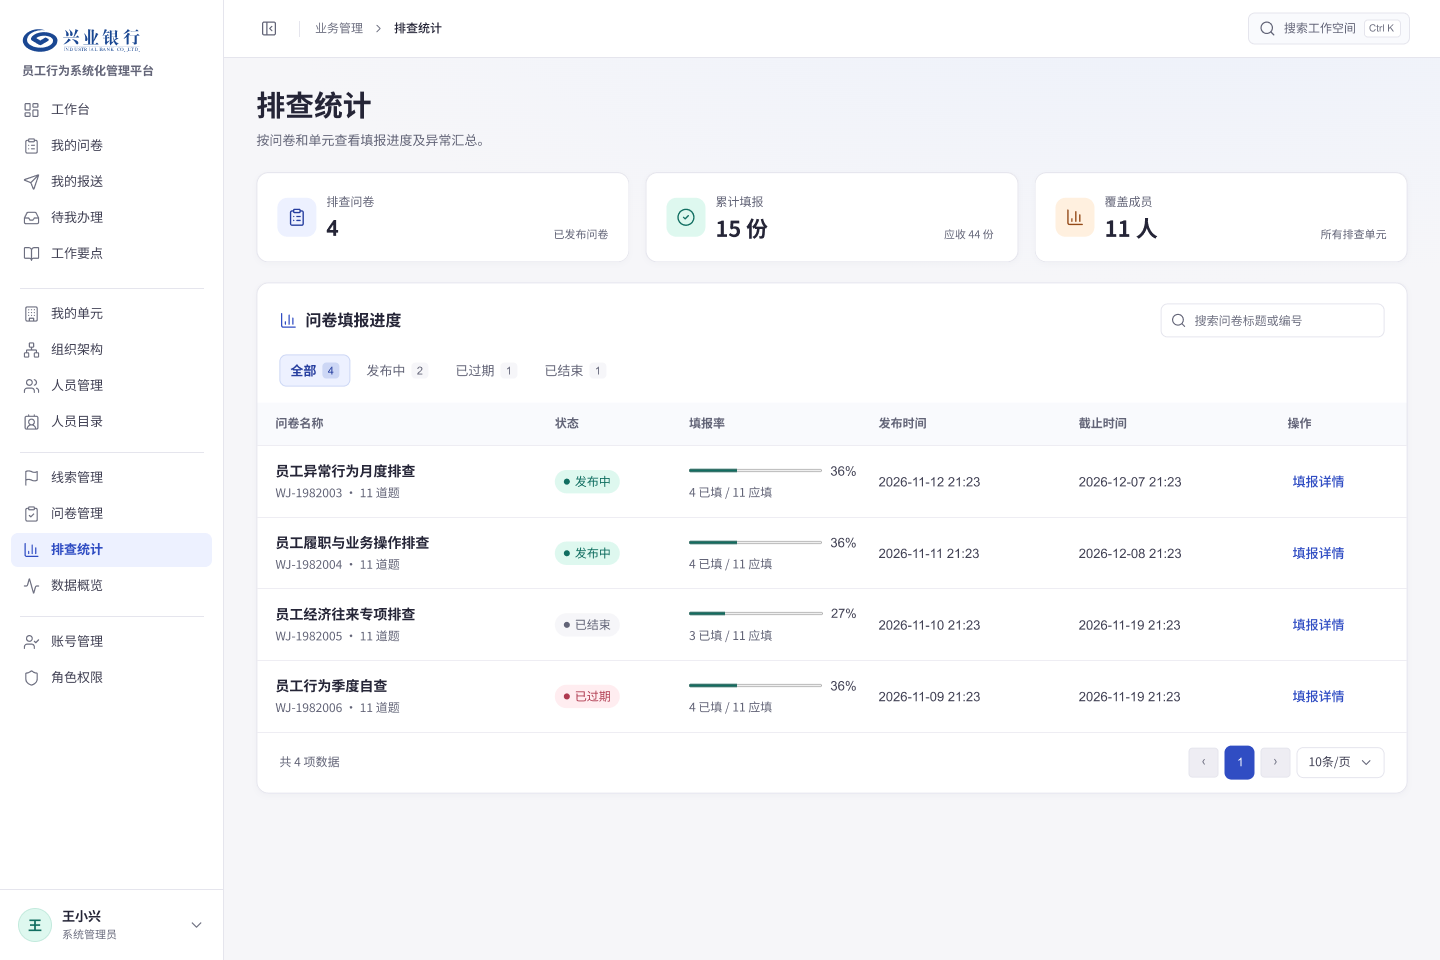 兴业银行
INDUSTRIAL BANK CO.,LTD.
员工行为系统化管理平台
工作台
我的问卷
我的报送
待我办理
工作要点
我的单元
组织架构
人员管理
人员目录
线索管理
问卷管理
排查统计
数据概览
账号管理
角色权限
王
王小兴
系统管理员
业务管理 > 排查统计
搜索工作空间 Ctrl K
排查统计
按问卷和单元查看填报进度及异常汇总。
排查问卷
4
已发布问卷
累计填报
15 份
应收 44 份
覆盖成员
11 人
所有排查单元
问卷填报进度
搜索问卷标题或编号
全部 4 发布中 2 已过期 1 已结束 1
问卷名称 状态 填报率 发布时间 截止时间 操作
员工异常行为月度排查
WJ-1982003 · 11 道题
发布中
36%
4 已填 / 11 应填
2026-11-12 21:23
2026-12-07 21:23
填报详情
员工履职与业务操作排查
WJ-1982004 · 11 道题
发布中
36%
4 已填 / 11 应填
2026-11-11 21:23
2026-12-08 21:23
填报详情
员工经济往来专项排查
WJ-1982005 · 11 道题
已结束
27%
3 已填 / 11 应填
2026-11-10 21:23
2026-11-19 21:23
填报详情
员工行为季度自查
WJ-1982006 · 11 道题
已过期
36%
4 已填 / 11 应填
2026-11-09 21:23
2026-11-19 21:23
填报详情
共 4 项数据
‹ 1 › 10条/页